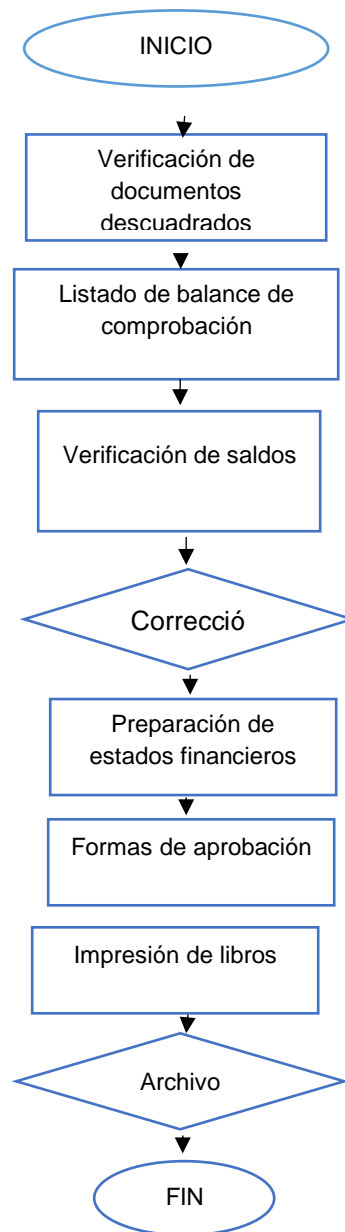 INICIO
Verificación de
documentos
descuadrados
Listado de balance de
comprobación
Verificación de saldos
Correcció
Preparación de
estados financieros
Formas de aprobación
Impresión de libros
Archivo
FIN